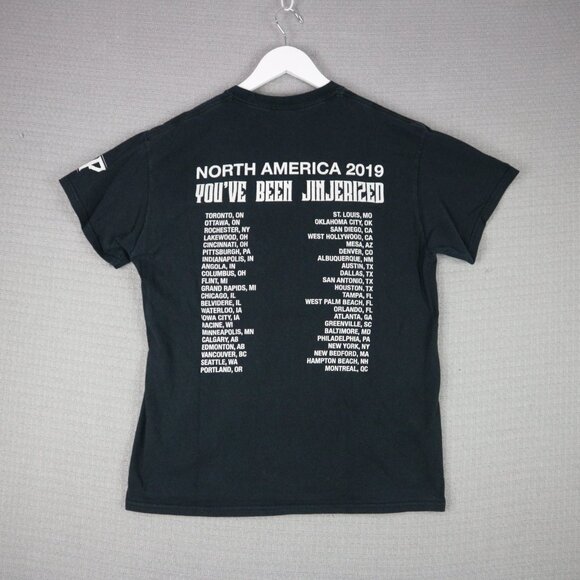 NORTH AMERICA 2019
YOU'VE BEEN JINJERIZED
TORONTO, ON
OTTAWA, ON
ROCHESTER, NY
LAKEWOOD, OH
CINCINNATI, OH
PITTSBURGH, PA
INDIANAPOLIS, IN
ANGOLA, IN
COLUMBUS, OH
FLINT, MI
GRAND RAPIDS, MI
CHICAGO, IL
BELVIDERE, IL
WATERLOO, IA
IOWA CITY, IA
RACINE, WI
MINNEAPOLIS, MN
CALGARY, AB
EDMONTON, AB
VANCOUVER, BC
SEATTLE, WA
PORTLAND, OR
ST. LOUIS, MO
OKLAHOMA CITY, OK
SAN DIEGO, CA
WEST HOLLYWOOD, CA
MESA, AZ
DENVER, CO
ALBUQUERQUE, NM
AUSTIN, TX
DALLAS, TX
SAN ANTONIO, TX
HOUSTON, TX
TAMPA, FL
WEST PALM BEACH, FL
ORLANDO, FL
ATLANTA, GA
GREENVILLE, SC
BALTIMORE, MD
PHILADELPHIA, PA
NEW YORK, NY
NEW BEDFORD, MA
HAMPTON BEACH, NH
MONTREAL, QC